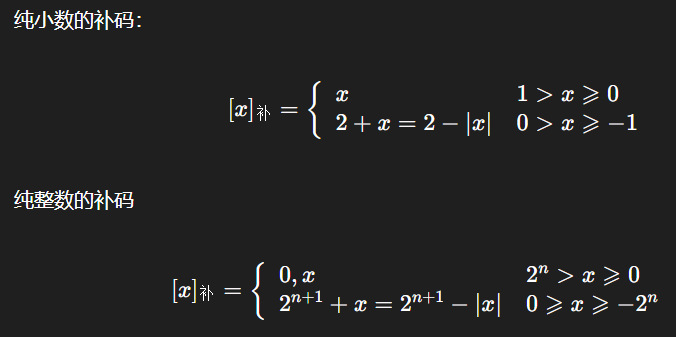 纯小数的补码：
[x]补 = { x 1 > x ⩾ 0
2 + x = 2 − |x| 0 > x ⩾ −1
纯整数的补码
[x]补 = { 0, x 2^n > x ⩾ 0
2^{n+1} + x = 2^{n+1} − |x| 0 ⩾ x ⩾ −2^n